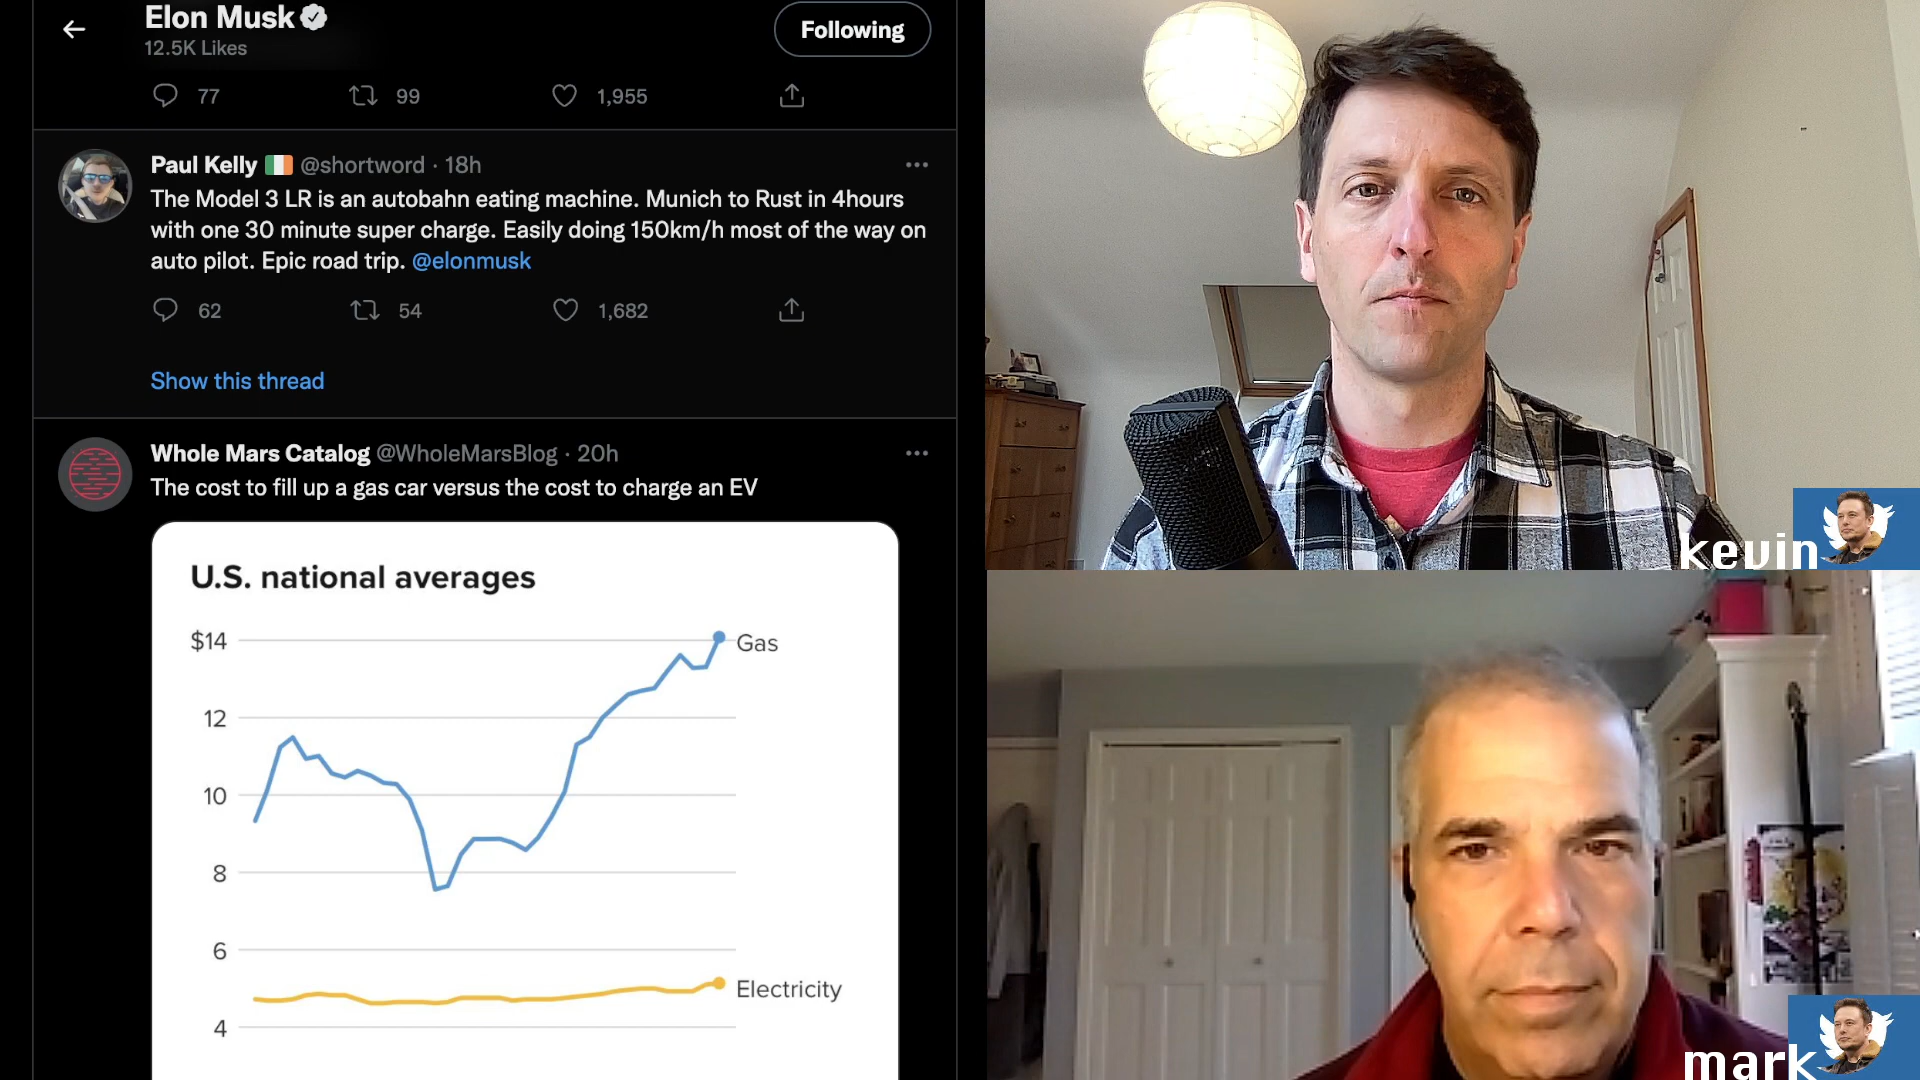 Elon Musk
12.5K Likes
Following
77 99 1,955
Paul Kelly @shortword · 18h
The Model 3 LR is an autobahn eating machine. Munich to Rust in 4hours
with one 30 minute super charge. Easily doing 150km/h most of the way on
auto pilot. Epic road trip. @elonmusk
62 54 1,682
Show this thread
Whole Mars Catalog @WholeMarsBlog · 20h
The cost to fill up a gas car versus the cost to charge an EV
U.S. national averages
$14
Gas
12
10
8
6
Electricity
4
kevin
mark